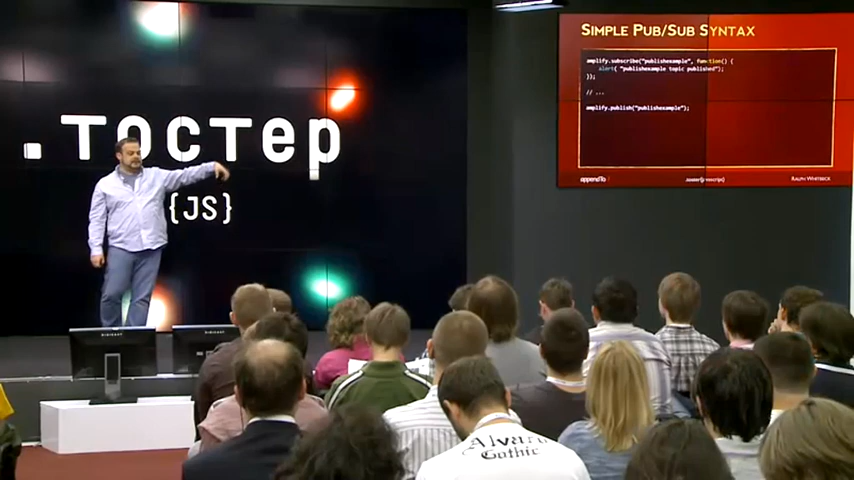 .тостер
{JS}
SIMPLE PUB/SUB SYNTAX
amplify.subscribe("publishexample", function() {
alert( "publishexample topic published");
});
// ...
amplify.publish("publishexample");
appendTo
RALPH WHITBECK
Alvaro
Gothic